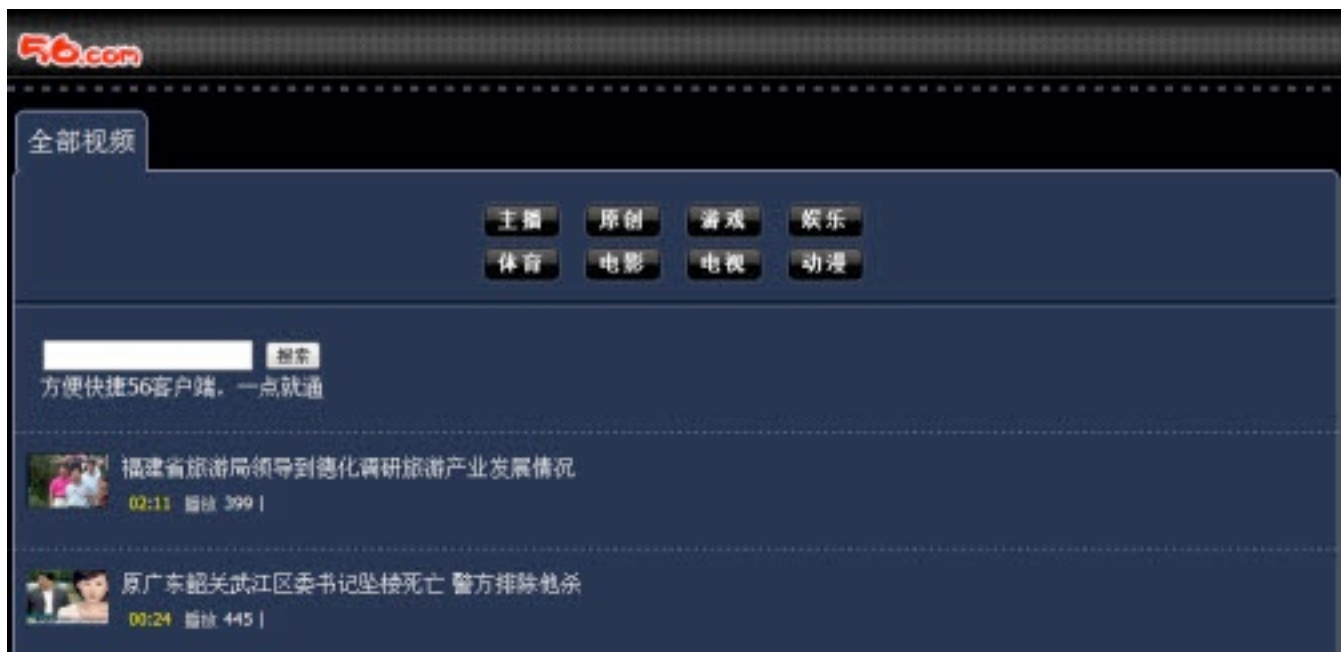 56.com
全部视频
主播 原创 游戏 娱乐
体育 电影 电视 动漫
搜索
方便快捷56客户端，一点就通
福建省旅游局领导到德化调研旅游产业发展情况
02:11 播放 399 |
原广东韶关武江区委书记坠楼死亡 警方排除他杀
00:24 播放 445 |